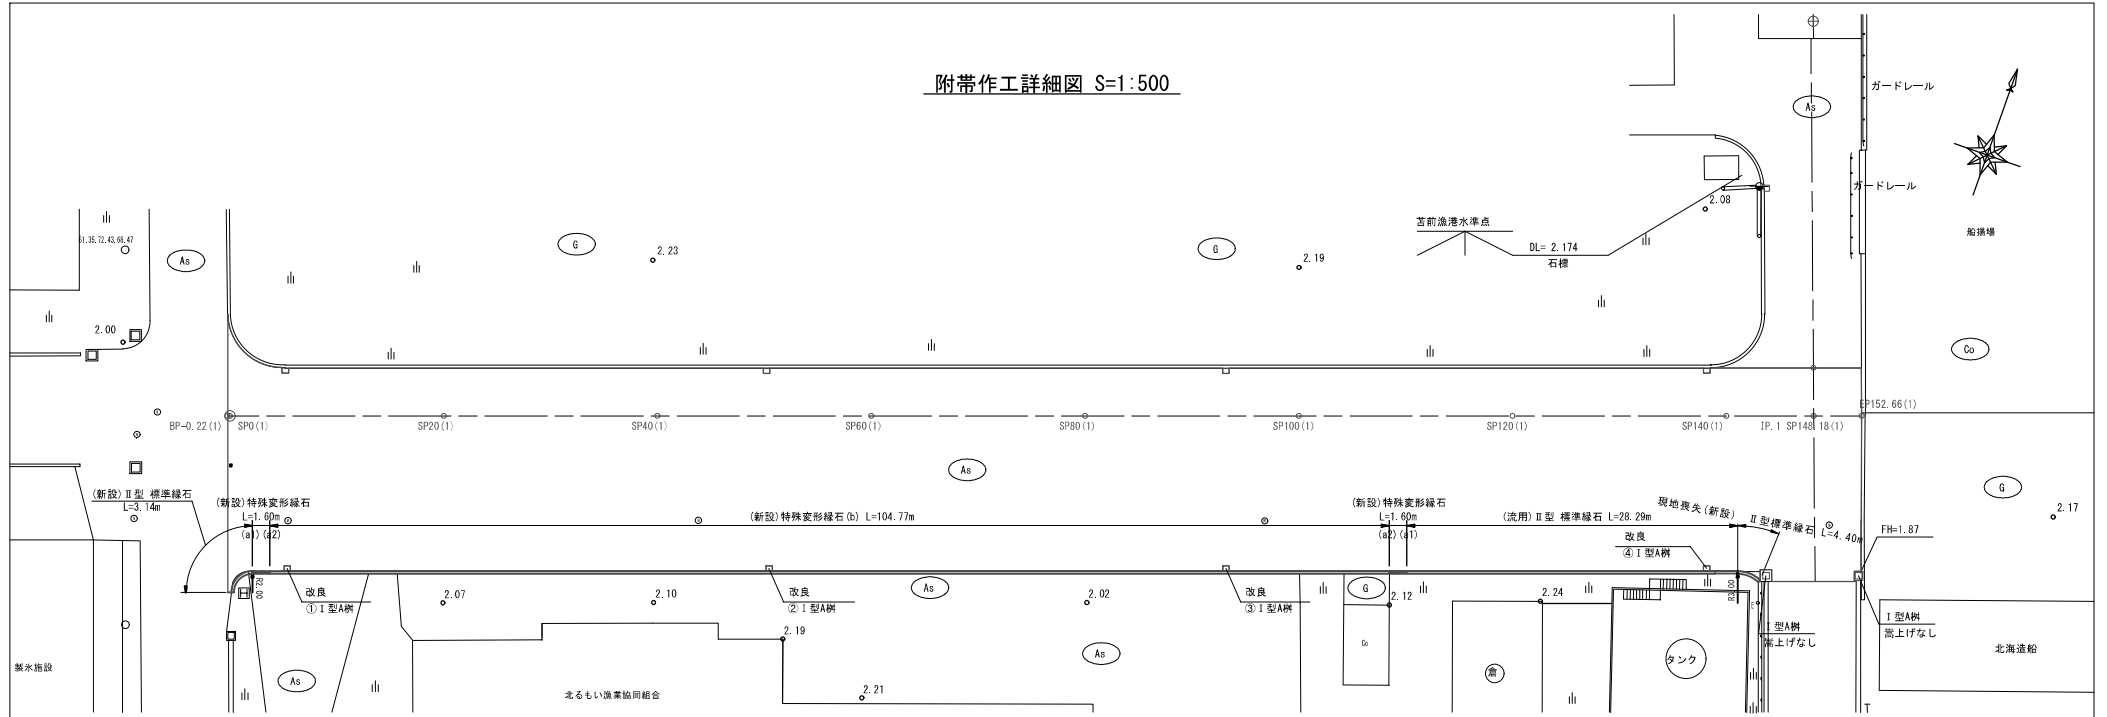 附帯作工詳細図 S=1:500
ガードレール
As
ガードレール
2.08
苫前漁港水準点
船揚場
61.35.72.43.68.47
G
G
DL= 2.174
石標
2.23
2.19
As
2.00
Co
EP152.66(1)
BP-0.22(1)
SP0(1)
SP20(1)
SP40(1)
SP60(1)
SP80(1)
SP100(1)
SP120(1)
SP140(1)
IP.1 SP148.18(1)
As
G
2.17
(新設)Ⅱ型 標準縁石
L=3.14m
(新設)特殊変形縁石
L=1.60m
(a1)(a2)
(新設)特殊変形縁石(b) L=104.77m
(新設)特殊変形縁石
L=1.60m
(a2)(a1)
(流用)Ⅱ型 標準縁石 L=28.29m
現地喪失(新設)
Ⅱ型標準縁石 L=4.40m
FH=1.87
改良
④Ⅰ型A桝
R2.00
改良
①Ⅰ型A桝
2.07
2.10
改良
②Ⅰ型A桝
As
2.02
改良
③Ⅰ型A桝
G
2.12
2.24
R3.00
2.19
Co
As
Ⅰ型A桝
嵩上げなし
Ⅰ型A桝
嵩上げなし
北海造船
製氷施設
As
北るもい漁業協同組合
2.21
倉
タンク